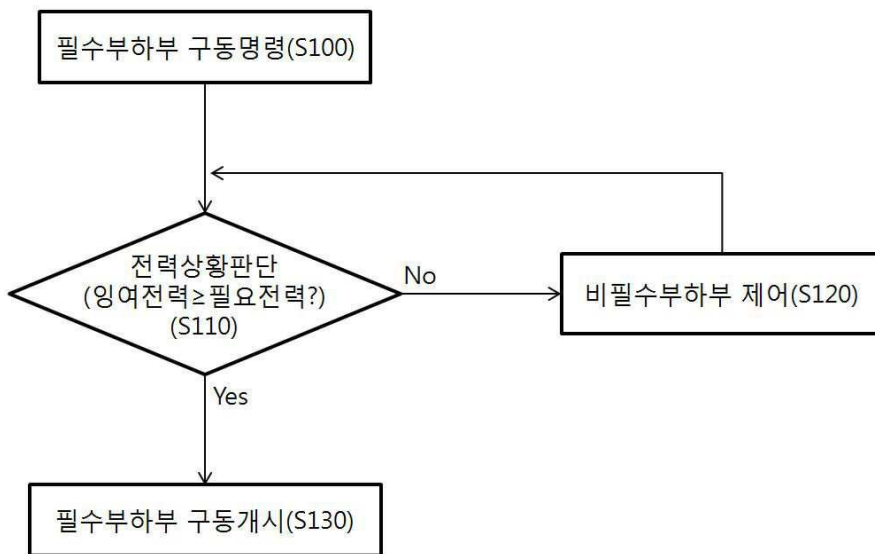 필수부하부 구동명령(S100)
전력상황판단
(잉여전력≥필요전력?)
(S110)
No
비필수부하부 제어(S120)
Yes
필수부하부 구동개시(S130)